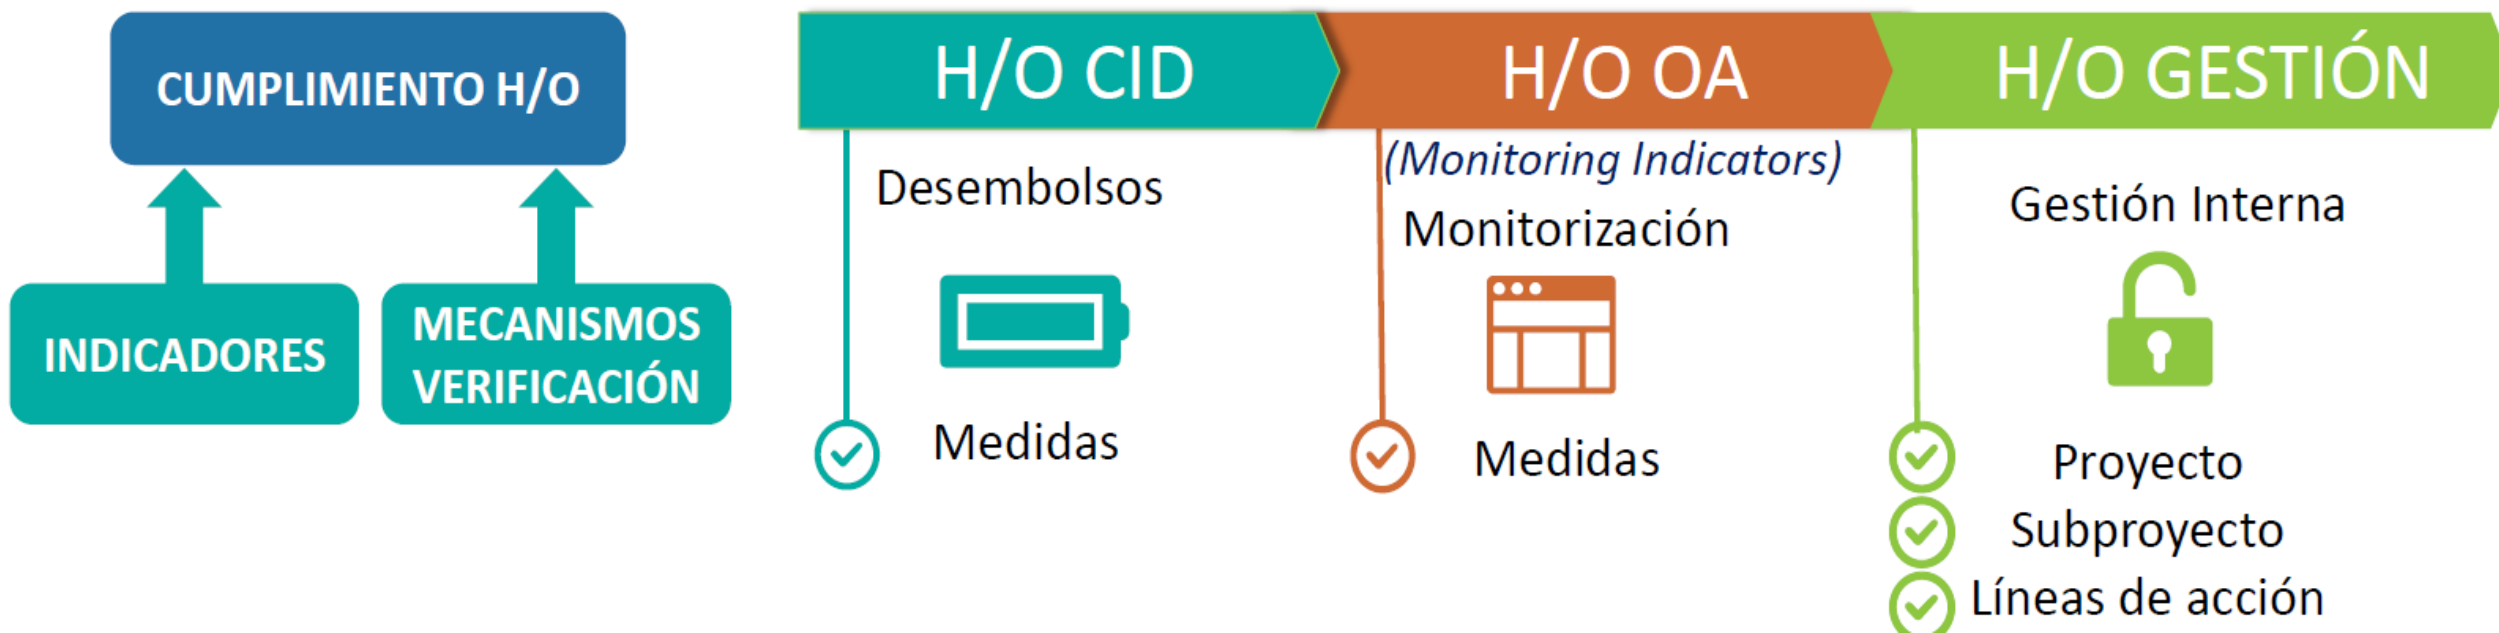 CUMPLIMIENTO H/O
INDICADORES
MECANISMOS
VERIFICACIÓN
H/O CID
Desembolsos
Medidas
H/O OA
(Monitoring Indicators)
Monitorización
Medidas
H/O GESTIÓN
Gestión Interna
Proyecto
Subproyecto
Líneas de acción